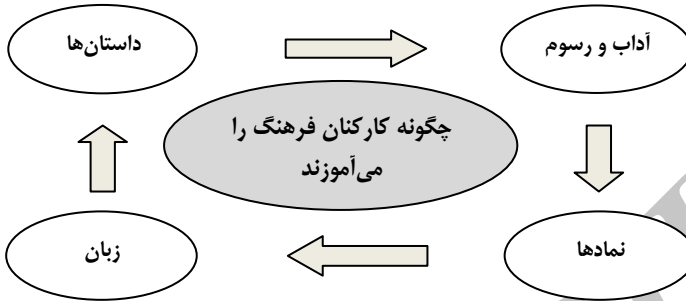 آداب و رسوم
داستان‌ها
چگونه کارکنان فرهنگ را
می‌آموزند
نمادها
زبان